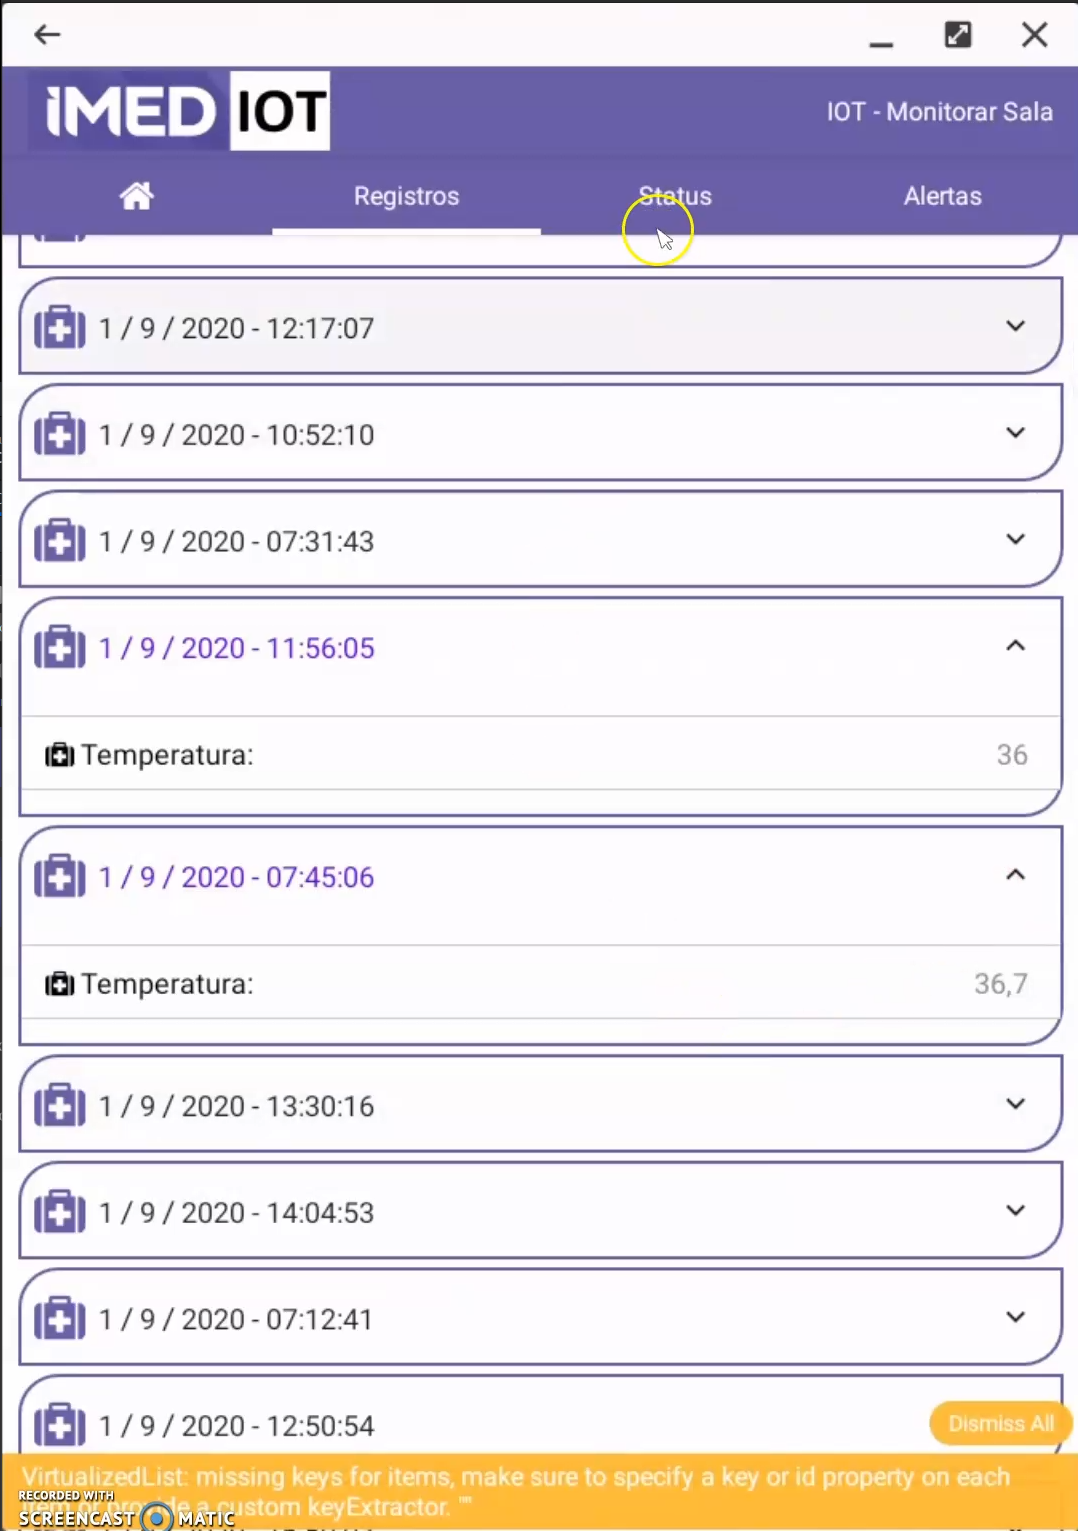 iMED IOT
IOT - Monitorar Sala
Registros
Status
Alertas
1 / 9 / 2020 - 12:17:07
1 / 9 / 2020 - 10:52:10
1 / 9 / 2020 - 07:31:43
1 / 9 / 2020 - 11:56:05
Temperatura: 36
1 / 9 / 2020 - 07:45:06
Temperatura: 36,7
1 / 9 / 2020 - 13:30:16
1 / 9 / 2020 - 14:04:53
1 / 9 / 2020 - 07:12:41
1 / 9 / 2020 - 12:50:54
Dismiss All
VirtualizedList: missing keys for items, make sure to specify a key or id property on each
item or provide a custom keyExtractor. ""
RECORDED WITH
SCREENCAST MATIC